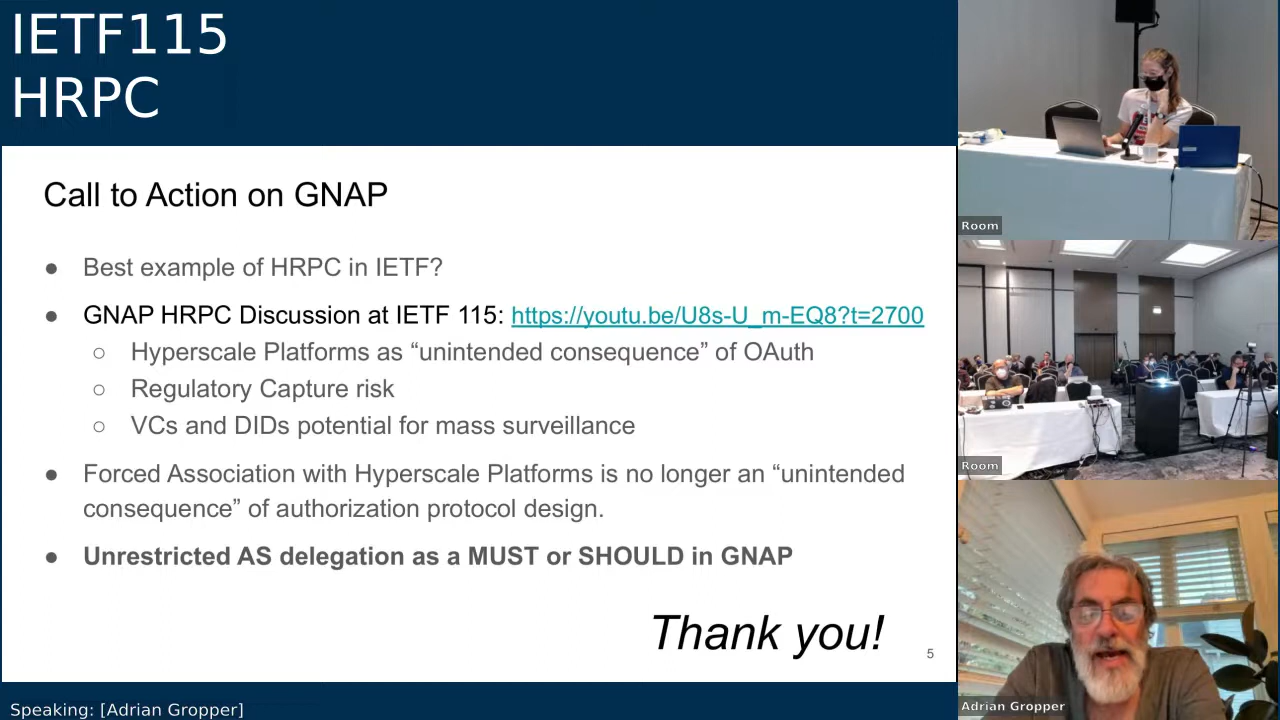 IETF115
HRPC
Call to Action on GNAP
● Best example of HRPC in IETF?
● GNAP HRPC Discussion at IETF 115: https://youtu.be/U8s-U_m-EQ8?t=2700
○ Hyperscale Platforms as “unintended consequence” of OAuth
○ Regulatory Capture risk
○ VCs and DIDs potential for mass surveillance
● Forced Association with Hyperscale Platforms is no longer an “unintended
consequence” of authorization protocol design.
● Unrestricted AS delegation as a MUST or SHOULD in GNAP
Thank you!
5
Speaking: [Adrian Gropper]
Room
Room
Adrian Gropper